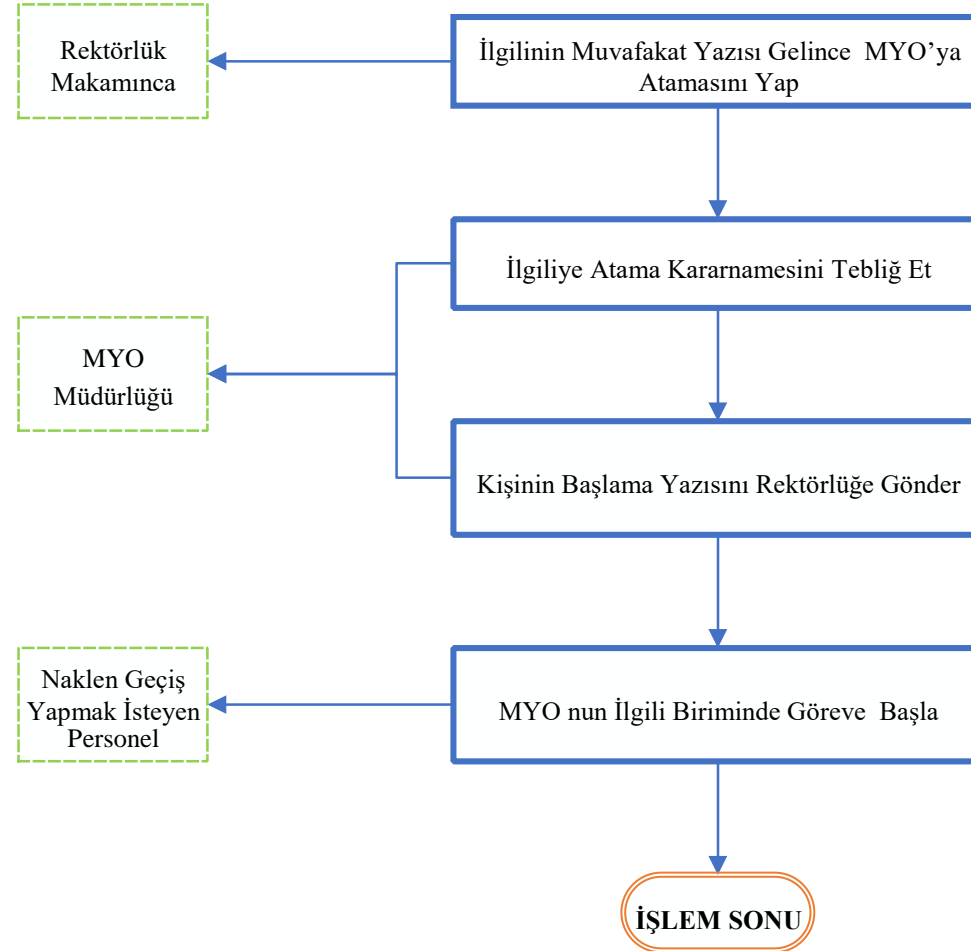 Rektörlük
Makamınca
İlgilinin Muvafakat Yazısı Gelince MYO’ya
Atamasını Yap
İlgiliye Atama Kararnamesini Tebliğ Et
MYO
Müdürlüğü
Kişinin Başlama Yazısını Rektörlüğe Gönder
Naklen Geçiş
Yapmak İsteyen
Personel
MYO nun İlgili Biriminde Göreve Başla
İŞLEM SONU